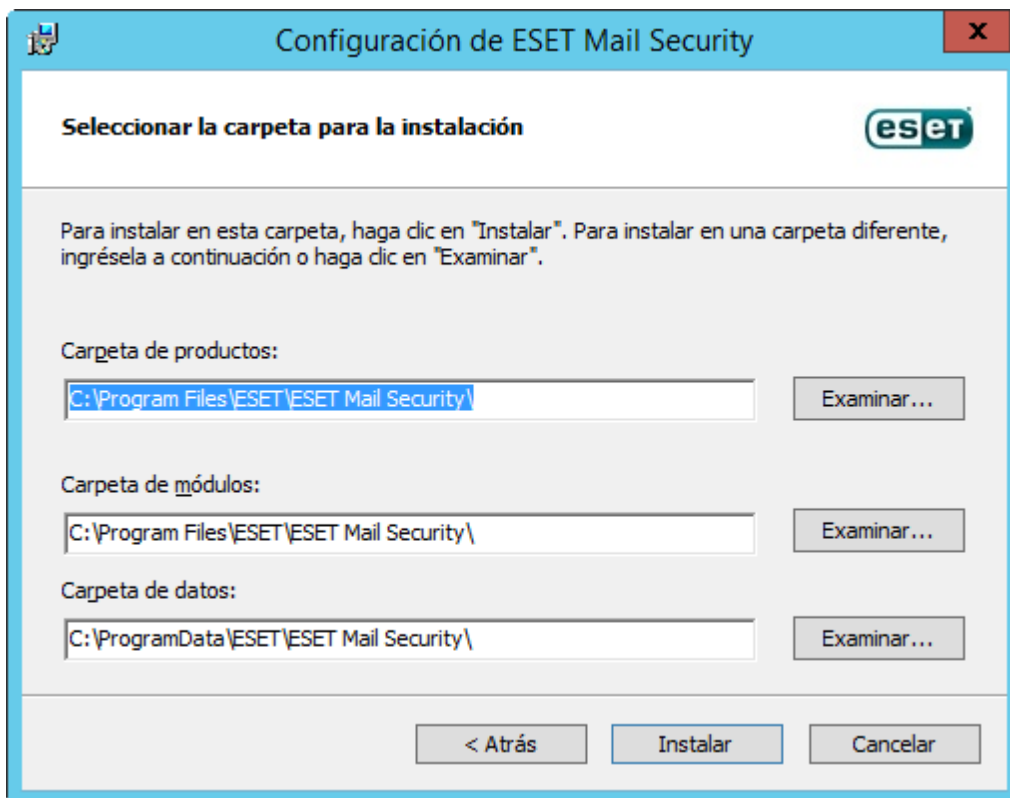 Configuración de ESET Mail Security
x
Seleccionar la carpeta para la instalación
eseT
Para instalar en esta carpeta, haga clic en "Instalar". Para instalar en una carpeta diferente,
ingrésela a continuación o haga clic en "Examinar".
Carpeta de productos:
C:\Program Files\ESET\ESET Mail Security\
Examinar...
Carpeta de módulos:
C:\Program Files\ESET\ESET Mail Security\
Examinar...
Carpeta de datos:
C:\ProgramData\ESET\ESET Mail Security\
Examinar...
< Atrás
Instalar
Cancelar